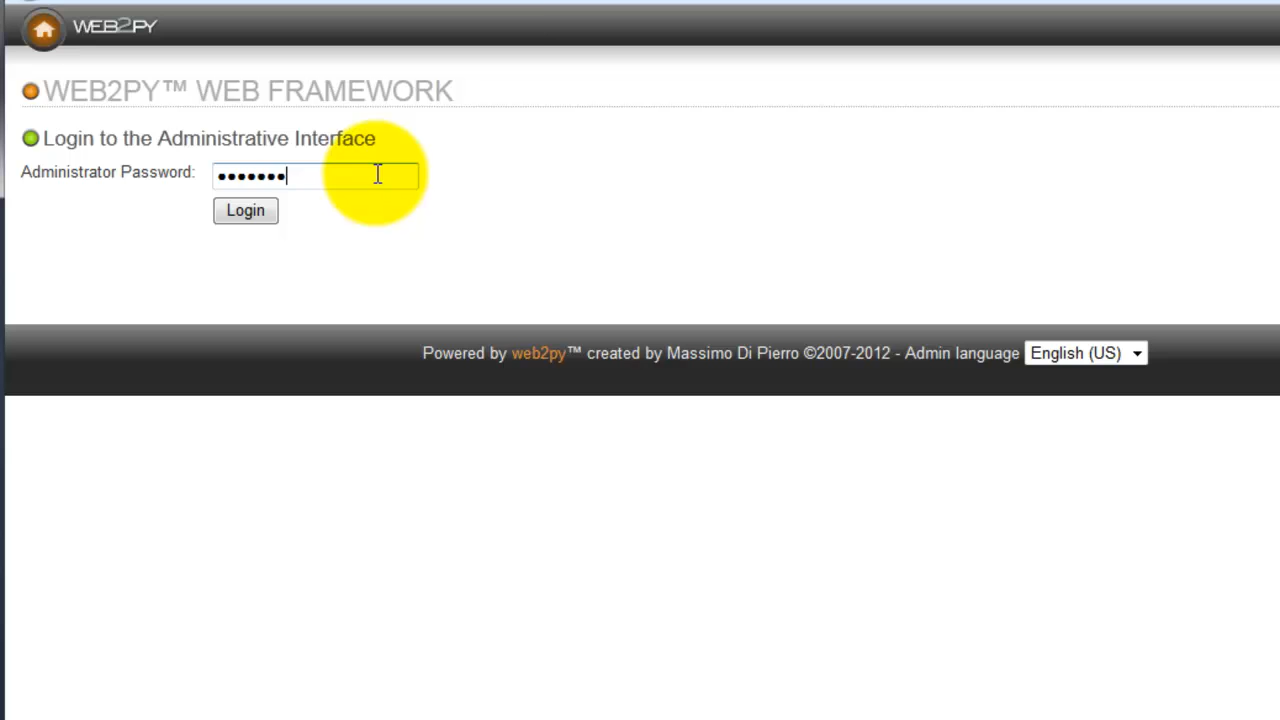 WEB2PY
WEB2PY™ WEB FRAMEWORK
Login to the Administrative Interface
Administrator Password: •••••••
Login
Powered by web2py™ created by Massimo Di Pierro ©2007-2012 - Admin language English (US)